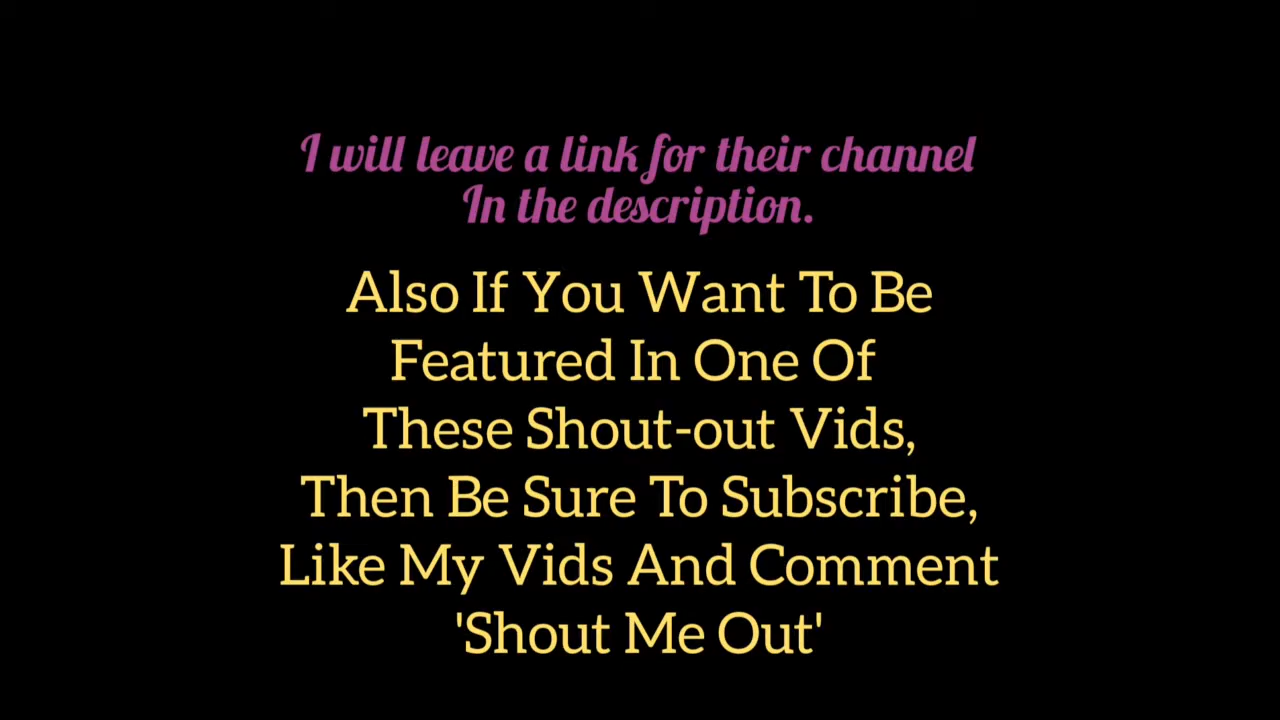 I will leave a link for their channel
In the description.
Also If You Want To Be
Featured In One Of
These Shout-out Vids,
Then Be Sure To Subscribe,
Like My Vids And Comment
'Shout Me Out'